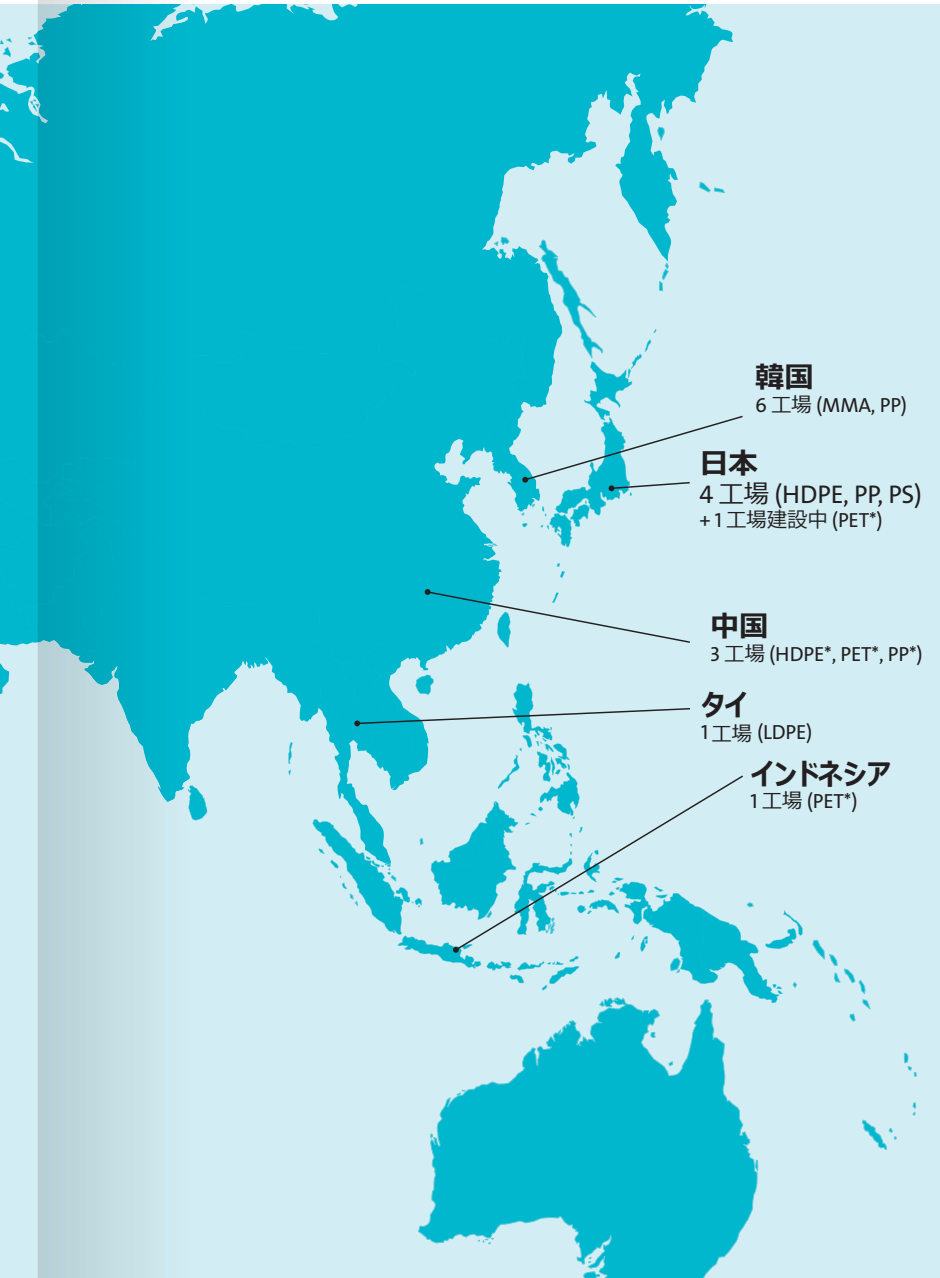 韓国
6 工場 (MMA, PP)
日本
4 工場 (HDPE, PP, PS)
+1工場建設中 (PET*)
中国
3 工場 (HDPE*, PET*, PP*)
タイ
1工場 (LDPE)
インドネシア
1工場 (PET*)